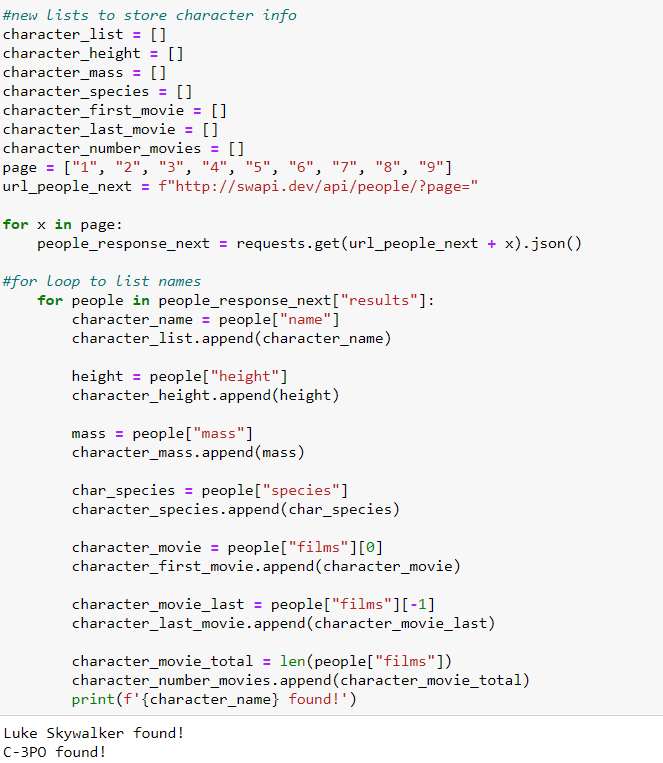 #new lists to store character info
character_list = []
character_height = []
character_mass = []
character_species = []
character_first_movie = []
character_last_movie = []
character_number_movies = []
page = ["1", "2", "3", "4", "5", "6", "7", "8", "9"]
url_people_next = f"http://swapi.dev/api/people/?page="

for x in page:
    people_response_next = requests.get(url_people_next + x).json()

#for loop to list names
    for people in people_response_next["results"]:
        character_name = people["name"]
        character_list.append(character_name)

        height = people["height"]
        character_height.append(height)

        mass = people["mass"]
        character_mass.append(mass)

        char_species = people["species"]
        character_species.append(char_species)

        character_movie = people["films"][0]
        character_first_movie.append(character_movie)

        character_movie_last = people["films"][-1]
        character_last_movie.append(character_movie_last)

        character_movie_total = len(people["films"])
        character_number_movies.append(character_movie_total)
        print(f'{character_name} found!')
Luke Skywalker found!
C-3PO found!